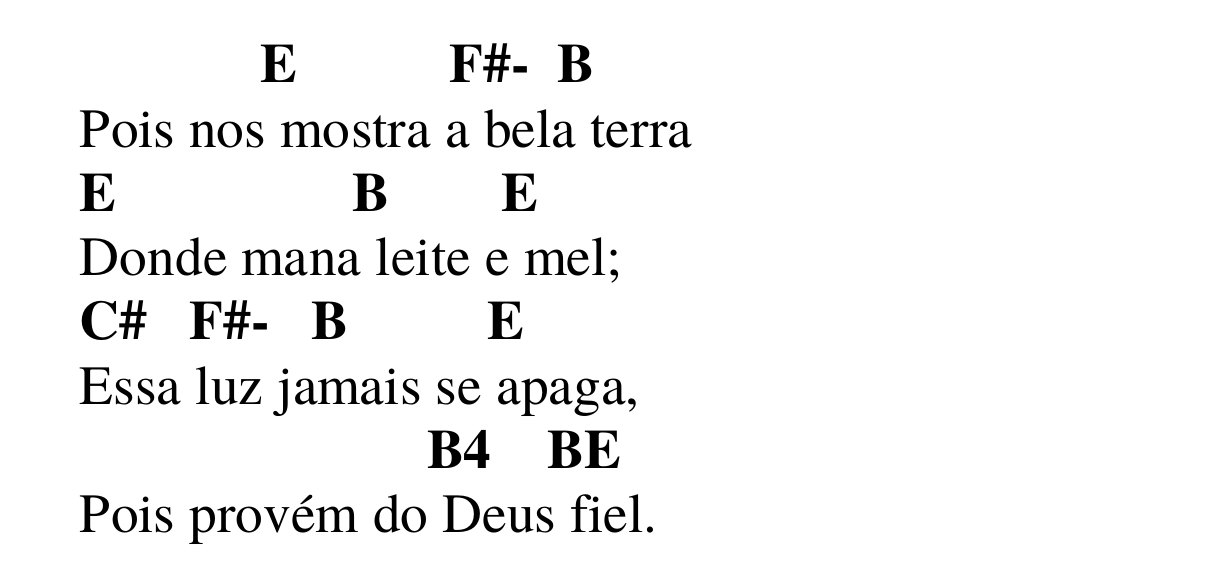 E F#- B
Pois nos mostra a bela terra
E B E
Donde mana leite e mel;
C# F#- B E
Essa luz jamais se apaga,
B4 BE
Pois provém do Deus fiel.